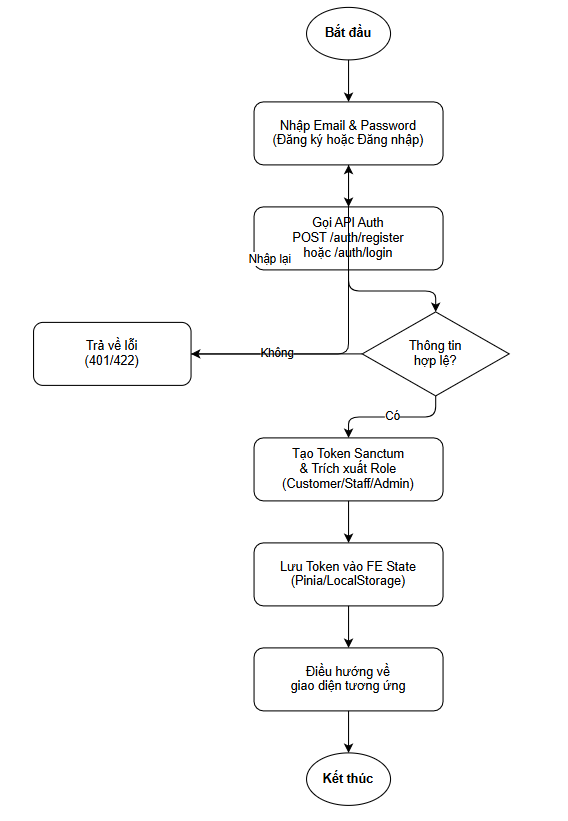 Bắt đầu
Nhập Email & Password
(Đăng ký hoặc Đăng nhập)
Gọi API Auth
POST /auth/register
hoặc /auth/login
Nhập lại
Thông tin
hợp lệ?
Không
Trả về lỗi
(401/422)
Có
Tạo Token Sanctum
& Trích xuất Role
(Customer/Staff/Admin)
Lưu Token vào FE State
(Pinia/LocalStorage)
Điều hướng về
giao diện tương ứng
Kết thúc